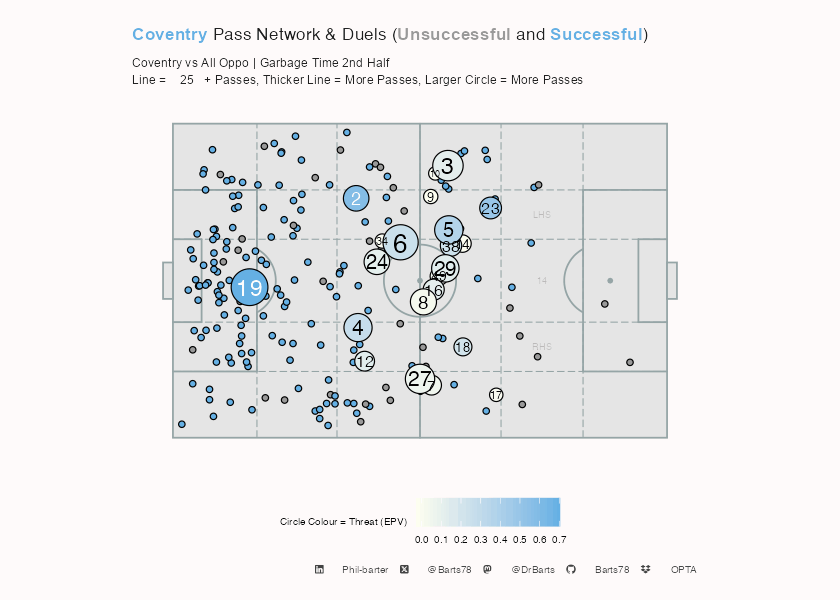 Coventry Pass Network & Duels (Unsuccessful and Successful)
Coventry vs All Oppo | Garbage Time 2nd Half
Line = 25 + Passes, Thicker Line = More Passes, Larger Circle = More Passes
3
9
2
23
LHS
5
34
6
38
24
29
14
19
16
8
4
18
RHS
12
27
7
17
Circle Colour = Threat (EPV)
0.0 0.1 0.2 0.3 0.4 0.5 0.6 0.7
Phil-barter @Barts78 @DrBarts Barts78 OPTA